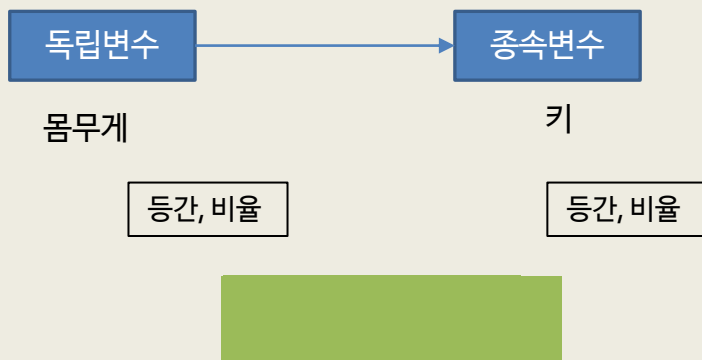 독립변수
종속변수
몸무게
키
등간, 비율
등간, 비율